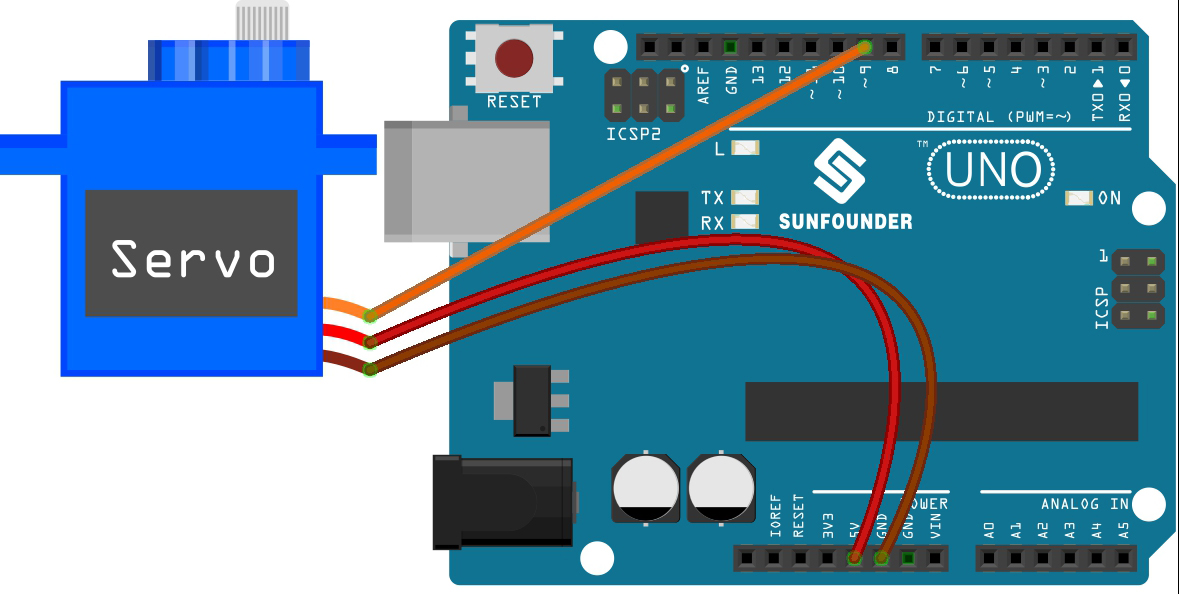 Servo
RESET
ICSP2
AREF
GND
13
12
~11
~10
~9
8
7
~6
~5
4
~3
2
TX0▶1
RX0◀0
DIGITAL (PWM=~)
L
TX
RX
SUNFOUNDER
™
UNO
ON
1
ICSP
POWER
ANALOG IN
IOREF
RESET
3V3
5V
GND
GND
VIN
A0
A1
A2
A3
A4
A5